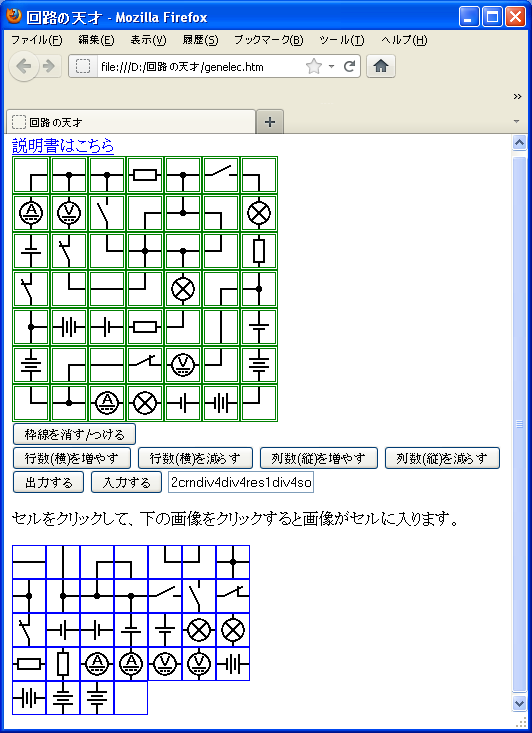 回路の天才 - Mozilla Firefox
ファイル(F) 編集(E) 表示(V) 履歴(S) ブックマーク(B) ツール(T) ヘルプ(H)
file:///D:/回路の天才/genelec.htm
回路の天才
説明書はこちら
A V
V
A
枠線を消す/つける
行数(横)を増やす 行数(横)を減らす 列数(縦)を増やす 列数(縦)を減らす
出力する 入力する 2crndiv4div4res1div4so
セルをクリックして、下の画像をクリックすると画像がセルに入ります。
A A V V